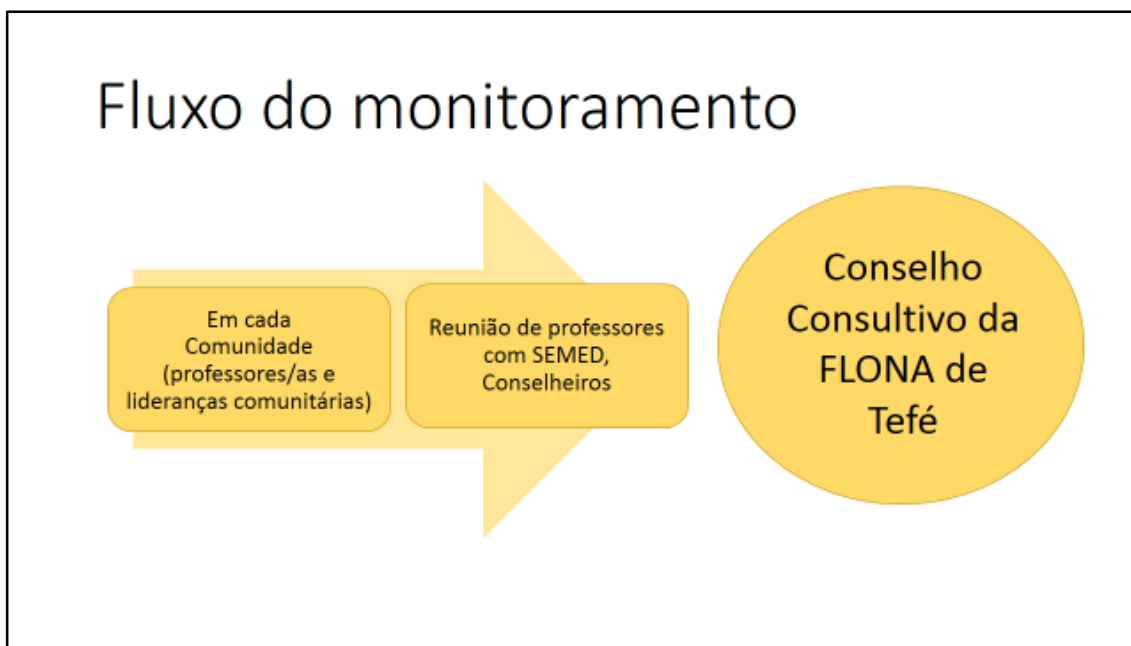 Fluxo do monitoramento
Em cada
Comunidade
(professores/as e
lideranças comunitárias)
Reunião de professores
com SEMED,
Conselheiros
Conselho
Consultivo da
FLONA de
Tefé